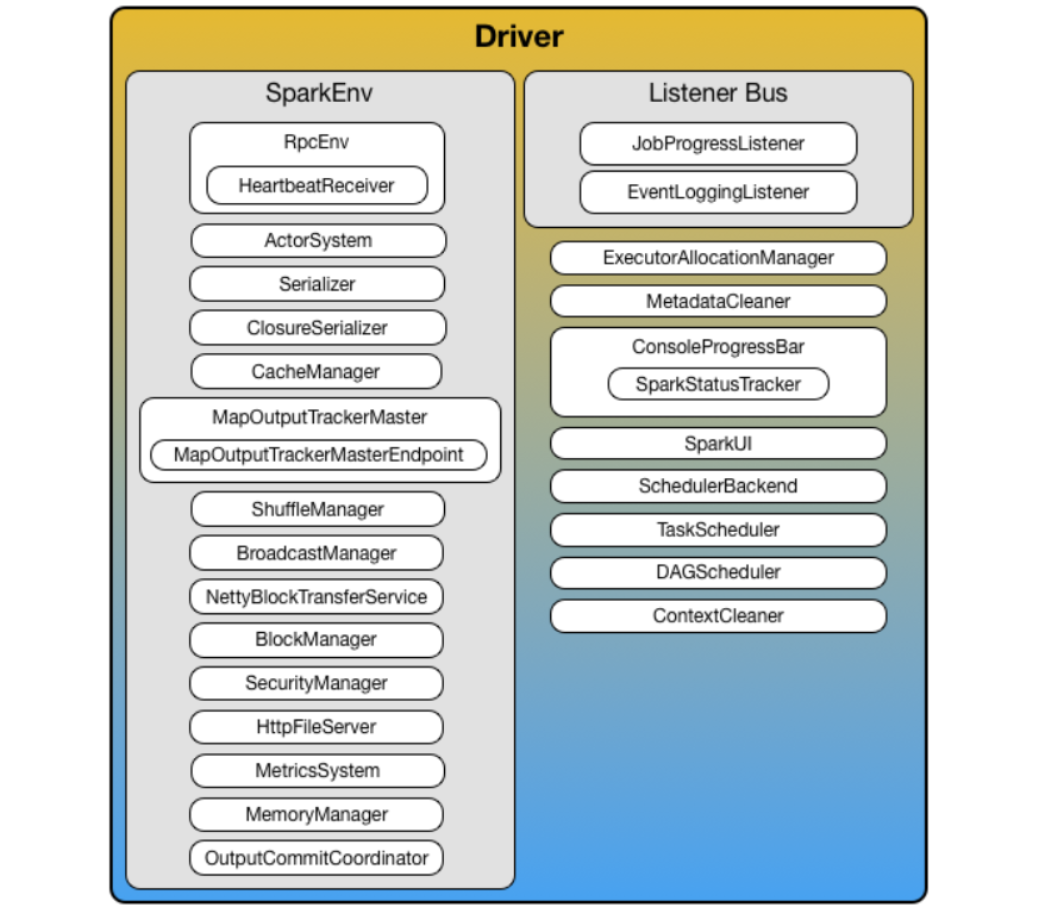 Driver
SparkEnv
RpcEnv
HeartbeatReceiver
ActorSystem
Serializer
ClosureSerializer
CacheManager
MapOutputTrackerMaster
MapOutputTrackerMasterEndpoint
ShuffleManager
BroadcastManager
NettyBlockTransferService
BlockManager
SecurityManager
HttpFileServer
MetricsSystem
MemoryManager
OutputCommitCoordinator
Listener Bus
JobProgressListener
EventLoggingListener
ExecutorAllocationManager
MetadataCleaner
ConsoleProgressBar
SparkStatusTracker
SparkUI
SchedulerBackend
TaskScheduler
DAGScheduler
ContextCleaner